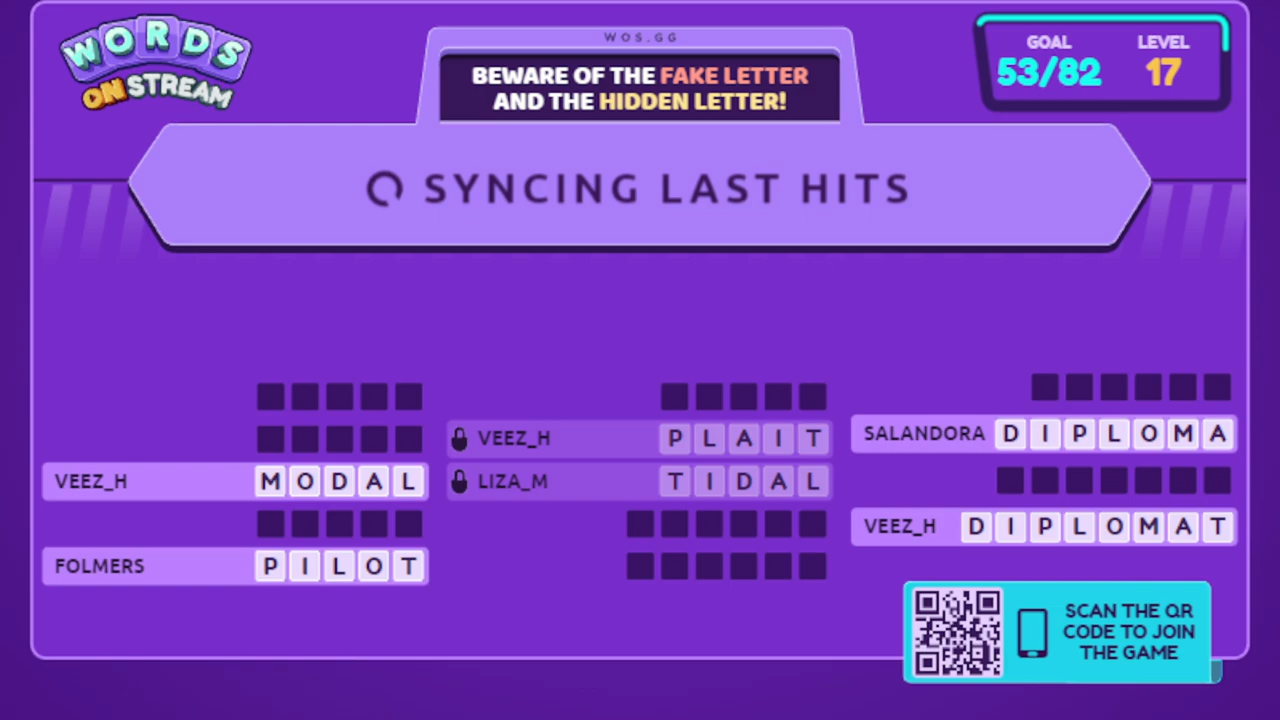 WORDS
ON STREAM
WOS.GG
BEWARE OF THE FAKE LETTER
AND THE HIDDEN LETTER!
GOAL
53/82
LEVEL
17
SYNCING LAST HITS
VEEZ_H MODAL
FOLMERS PILOT
VEEZ_H PLAIT
LIZA_M TIDAL
SALANDORA DIPLOMA
VEEZ_H DIPLOMAT
SCAN THE QR
CODE TO JOIN
THE GAME